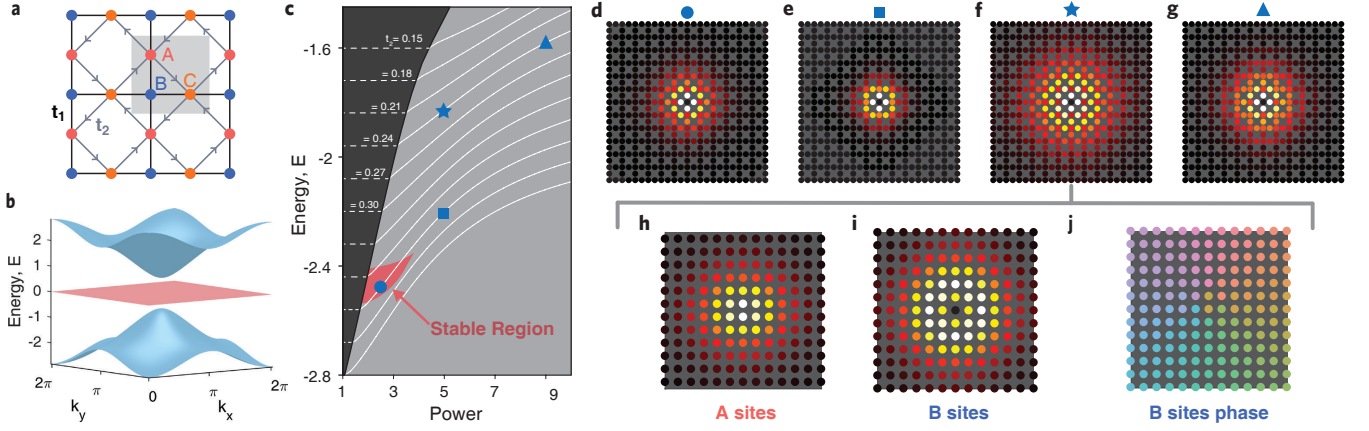 a
A
B
C
t₁
t₂
b
Energy, E
2
1
0
-1
-2
2π
π
0
π
2π
k_y
k_x
c
Energy, E
-1.6
-2
-2.4
-2.8
t₂= 0.15
= 0.18
= 0.21
= 0.24
= 0.27
= 0.30
Stable Region
1
3
5
7
9
Power
d
e
f
g
h
i
j
A sites
B sites
B sites phase